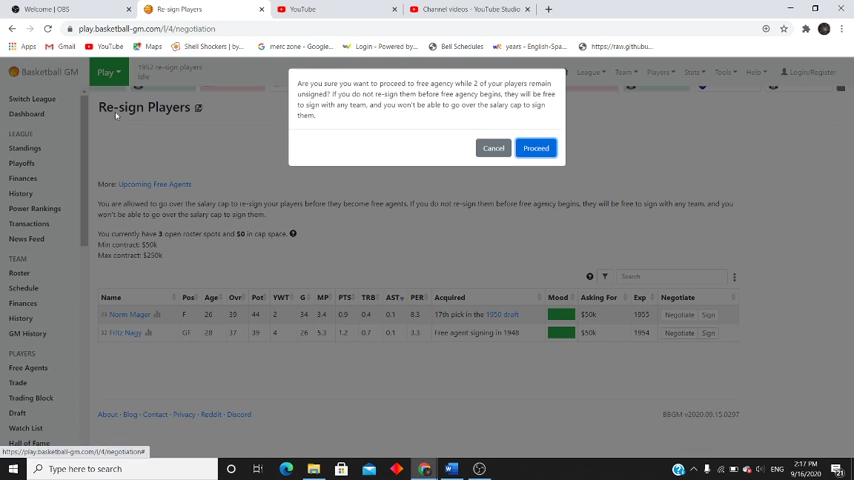 Welcome | OBS
Re-sign Players
YouTube
Channel videos - YouTube Studio
play.basketball-gm.com/l/4/negotiation
Apps
Gmail
YouTube
Maps
Shell Shockers | by...
merc zone - Google...
Login - Powered by...
Bell Schedules
years - English-Spa...
https://raw.githubu...
Basketball GM
Play
1952 re-sign players
Idle
League
Team
Players
Stats
Tools
Help
Login/Register
Are you sure you want to proceed to free agency while 2 of your players remain
unsigned? If you do not re-sign them before free agency begins, they will be free
to sign with any team, and you won't be able to go over the salary cap to sign
them.
Cancel
Proceed
Switch League
Dashboard
LEAGUE
Standings
Playoffs
Finances
History
Power Rankings
Transactions
News Feed
TEAM
Roster
Schedule
Finances
History
GM History
PLAYERS
Free Agents
Trade
Trading Block
Draft
Watch List
Hall of Fame
Re-sign Players
More: Upcoming Free Agents
You are allowed to go over the salary cap to re-sign your players before they become free agents. If you do not re-sign them before free agency begins, they will be free to sign with any team, and you
won't be able to go over the salary cap to sign them.
You currently have 3 open roster spots and $0 in cap space.
Min contract: $50k
Max contract: $250k
Search
Name Pos Age Ovr Pot YWT G MP PTS TRB AST PER Acquired Mood Asking For Exp Negotiate
Norm Mager F 26 39 44 2 34 3.4 0.9 0.4 0.1 8.3 17th pick in the 1950 draft $50k 1955 Negotiate Sign
Fritz Nagy GF 28 37 39 4 26 5.3 1.2 0.7 0.1 3.3 Free agent signing in 1948 $50k 1954 Negotiate Sign
About · Blog · Contact · Privacy · Reddit · Discord
BBGM v2020.09.15.0297
https://play.basketball-gm.com/l/4/negotiation#
Type here to search
ENG
2:17 PM
9/16/2020
21